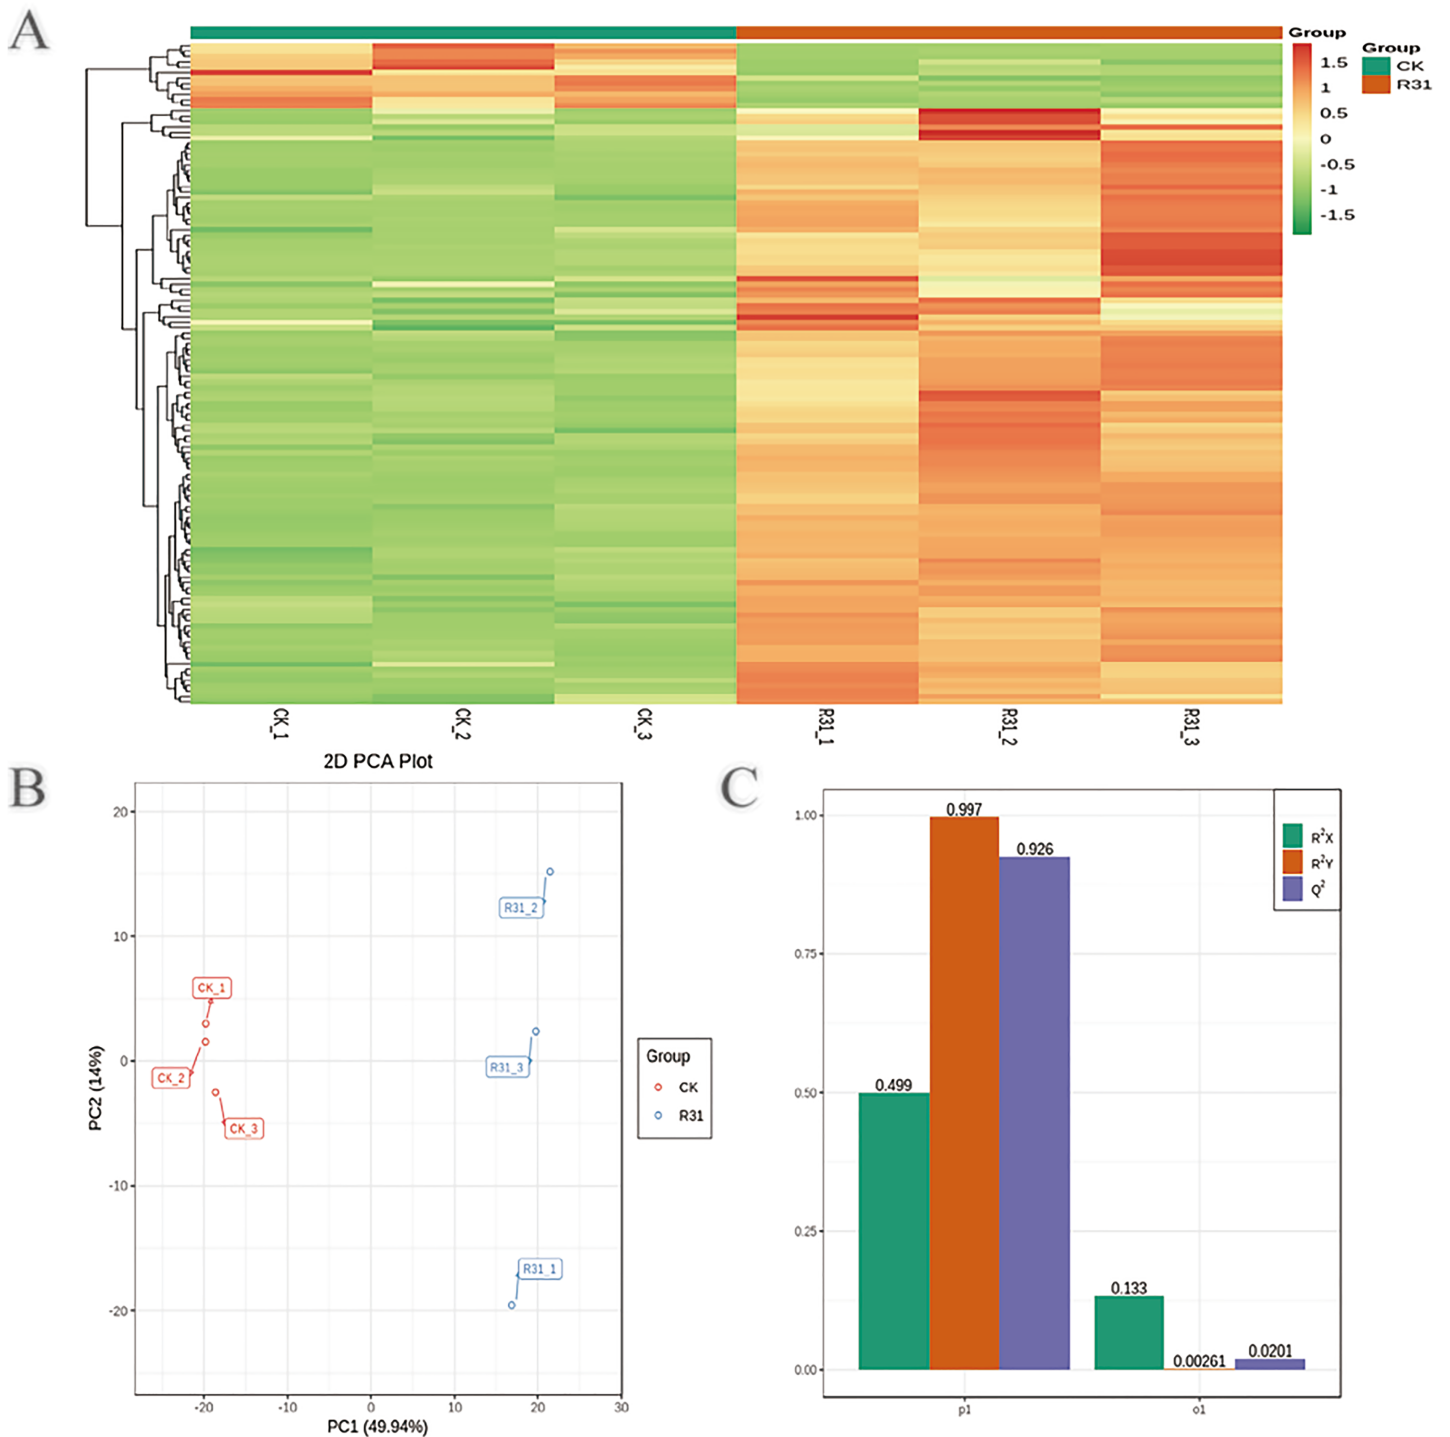 A
Group
1.5
1
0.5
0
-0.5
-1
-1.5
Group
CK
R31
CK_1
CK_2
CK_3
R31_1
R31_2
R31_3
B
2D PCA Plot
20
10
0
-10
-20
PC2 (14%)
R31_2
CK_1
R31_3
CK_2
CK_3
R31_1
-20
-10
0
10
20
30
PC1 (49.94%)
Group
CK
R31
C
1.00
0.75
0.50
0.25
0.00
0.997
0.926
0.499
0.133
0.00261
0.0201
p1
o1
R²X
R²Y
Q²